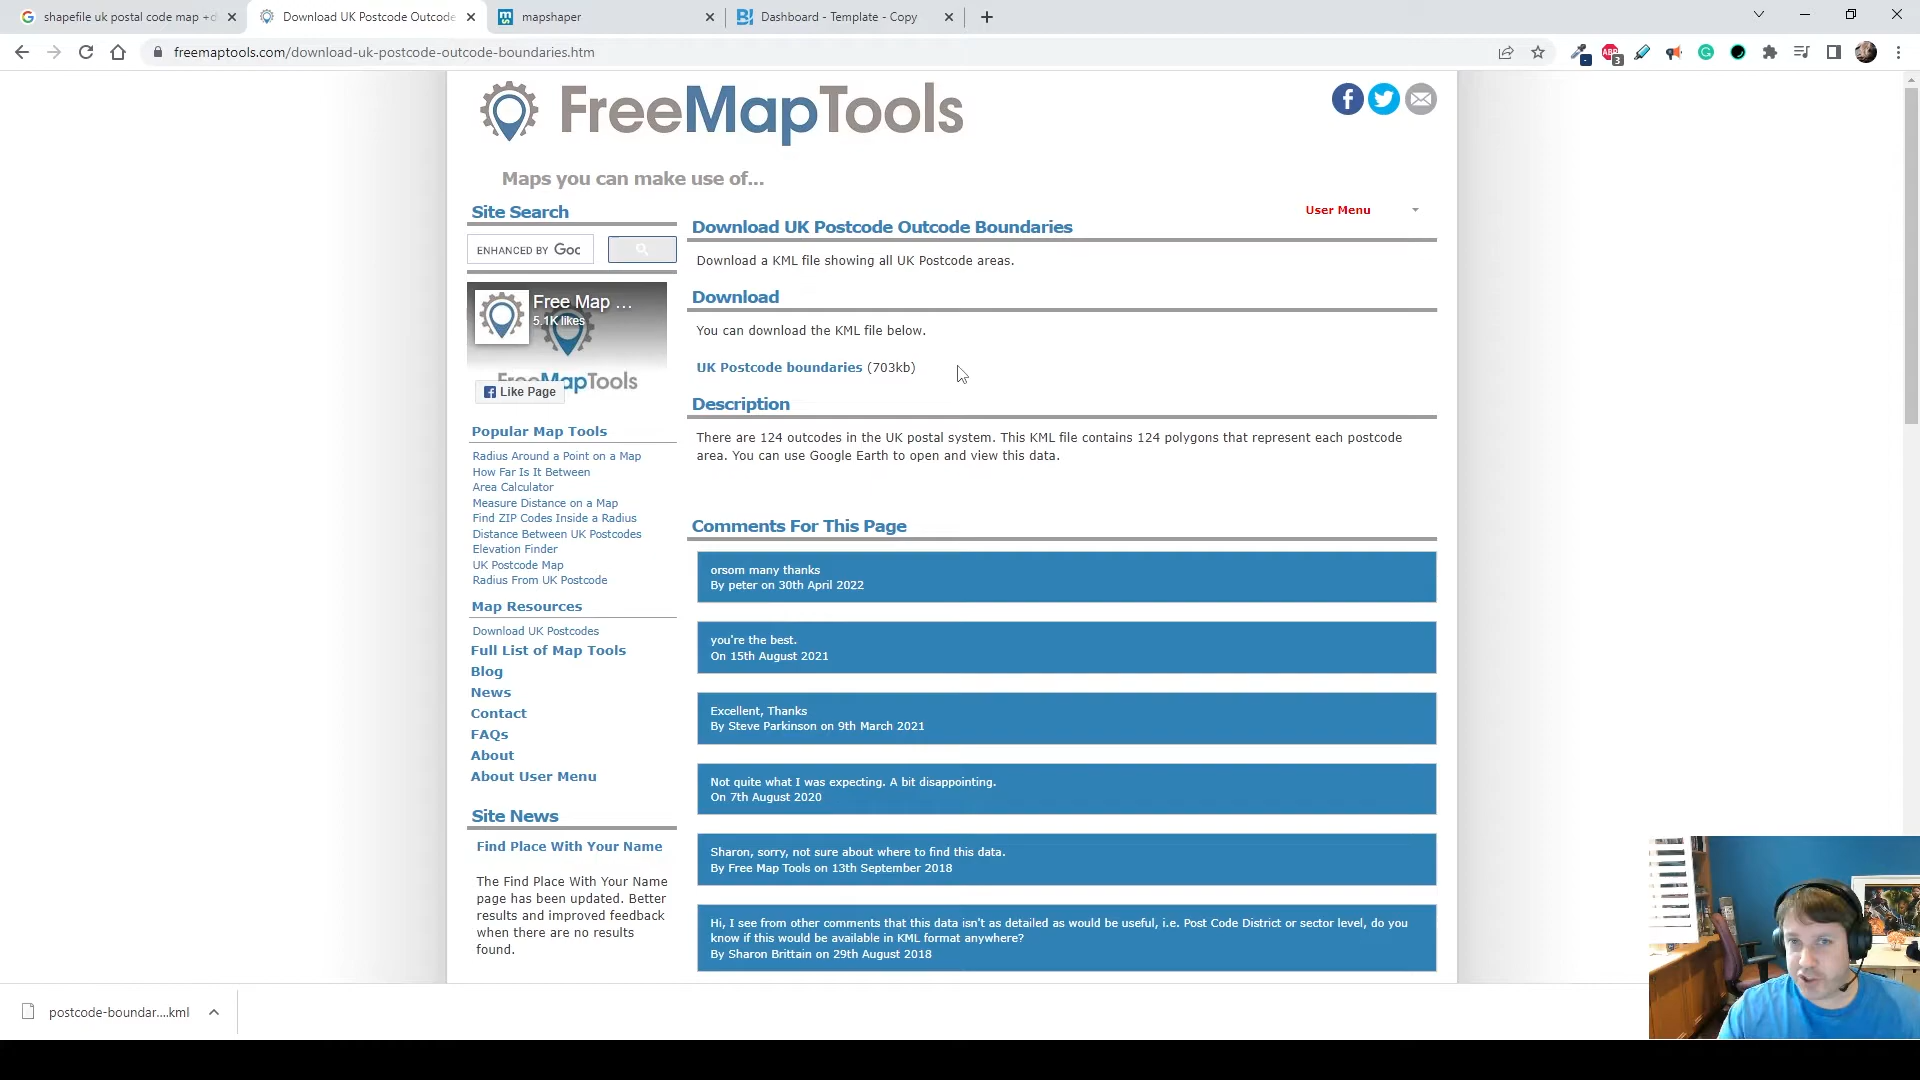 shapefile uk postal code map +d
Download UK Postcode Outcode
mapshaper
Dashboard - Template - Copy
freemaptools.com/download-uk-postcode-outcode-boundaries.htm
3
FreeMapTools
Maps you can make use of...
Site Search
ENHANCED BY Goo
Free Map ...
5.1K likes
FreeMapTools
Like Page
Popular Map Tools
Radius Around a Point on a Map
How Far Is It Between
Area Calculator
Measure Distance on a Map
Find ZIP Codes Inside a Radius
Distance Between UK Postcodes
Elevation Finder
UK Postcode Map
Radius From UK Postcode
Map Resources
Download UK Postcodes
Full List of Map Tools
Blog
News
Contact
FAQs
About
About User Menu
Site News
Find Place With Your Name
The Find Place With Your Name
page has been updated. Better
results and improved feedback
when there are no results
found.
User Menu
Download UK Postcode Outcode Boundaries
Download a KML file showing all UK Postcode areas.
Download
You can download the KML file below.
UK Postcode boundaries (703kb)
Description
There are 124 outcodes in the UK postal system. This KML file contains 124 polygons that represent each postcode
area. You can use Google Earth to open and view this data.
Comments For This Page
orsom many thanks
By peter on 30th April 2022
you're the best.
On 15th August 2021
Excellent, Thanks
By Steve Parkinson on 9th March 2021
Not quite what I was expecting. A bit disappointing.
On 7th August 2020
Sharon, sorry, not sure about where to find this data.
By Free Map Tools on 13th September 2018
Hi, I see from other comments that this data isn't as detailed as would be useful, i.e. Post Code District or sector level, do you
know if this would be available in KML format anywhere?
By Sharon Brittain on 29th August 2018
postcode-boundar....kml